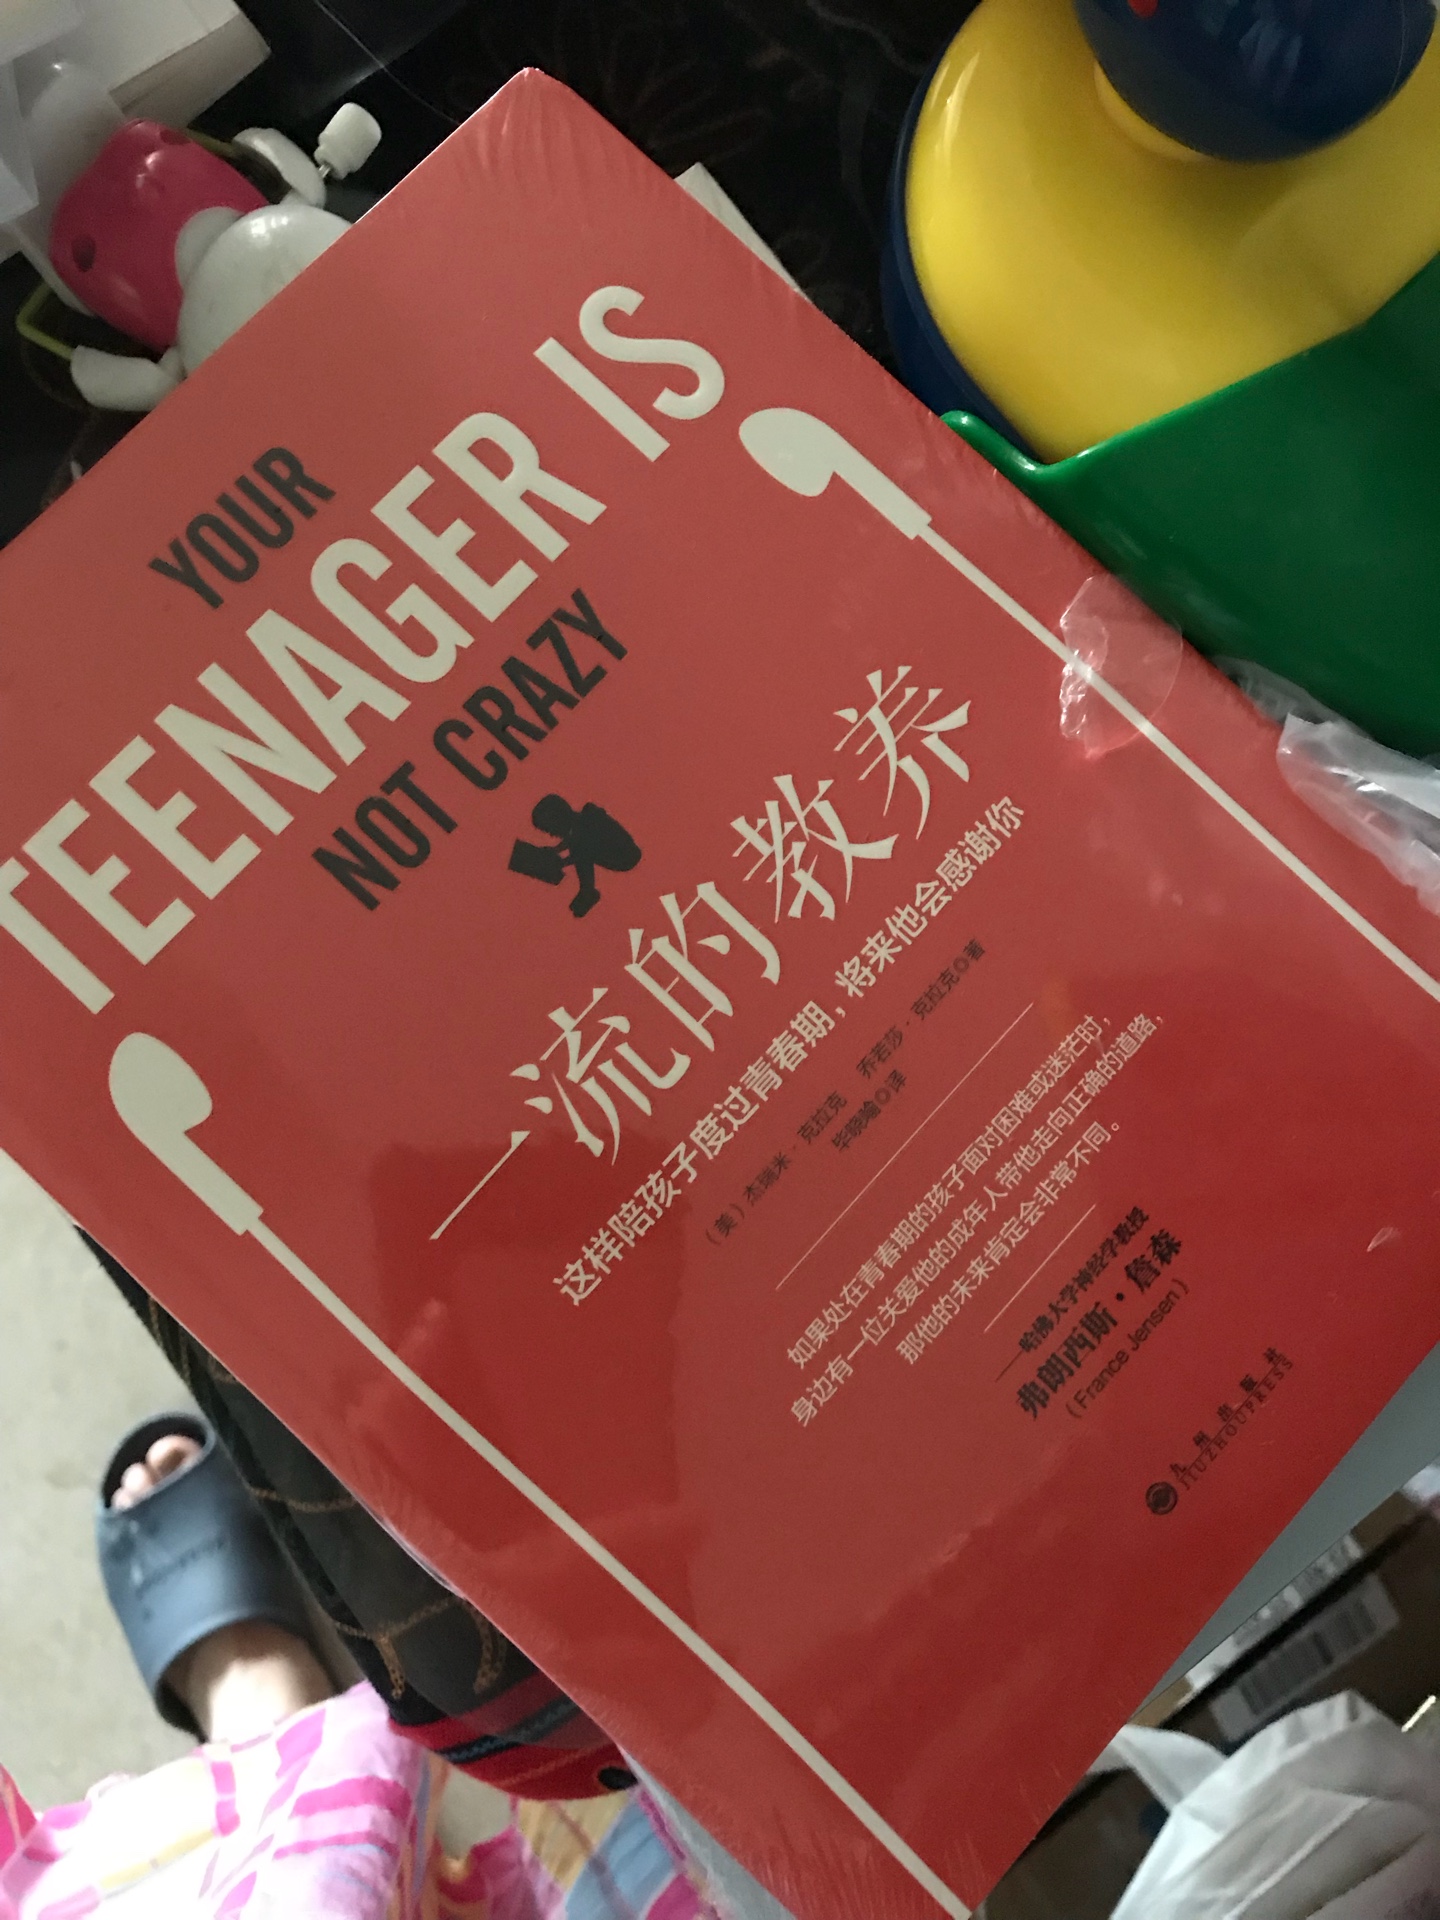 YOUR
TEENAGER IS
NOT CRAZY
一流的教养
这样陪孩子度过青春期，将来他会感谢你
（美）杰瑞米·克拉克 乔若莎·克拉克◎著
毕晓喻◎译
如果处在青春期的孩子面对困难或迷茫时，
身边有一位关爱他的成年人带他走向正确的道路，
那他的未来肯定会非常不同。
——哈佛大学神经学教授
弗朗西斯·詹森
（France Jensen）
九州出版社
JIUZHOUPRESS